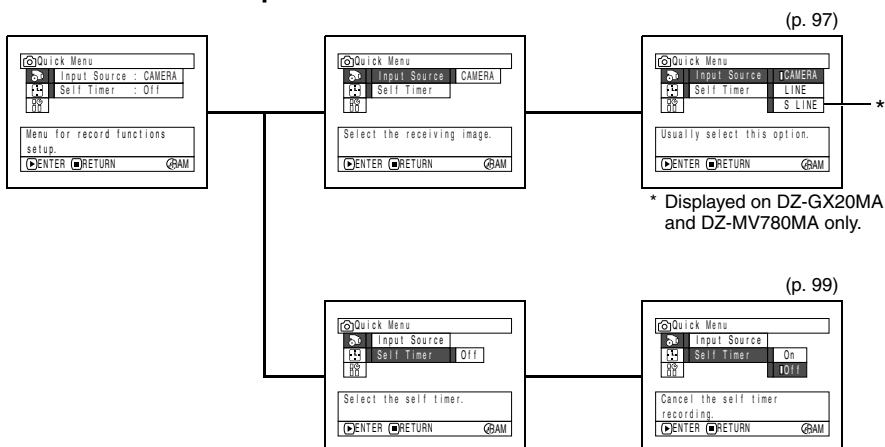 (p. 97)
Quick Menu
Input Source : CAMERA
Self Timer : Off
Menu for record functions
setup.
ENTER RETURN RAM
Quick Menu
Input Source CAMERA
Self Timer
Select the receiving image.
ENTER RETURN RAM
Quick Menu
Input Source CAMERA
Self Timer LINE
S LINE
*
Usually select this option.
ENTER RETURN RAM
* Displayed on DZ-GX20MA
and DZ-MV780MA only.
(p. 99)
Quick Menu
Input Source
Self Timer Off
Select the self timer.
ENTER RETURN RAM
Quick Menu
Input Source
Self Timer On
Off
Cancel the self timer
recording.
ENTER RETURN RAM